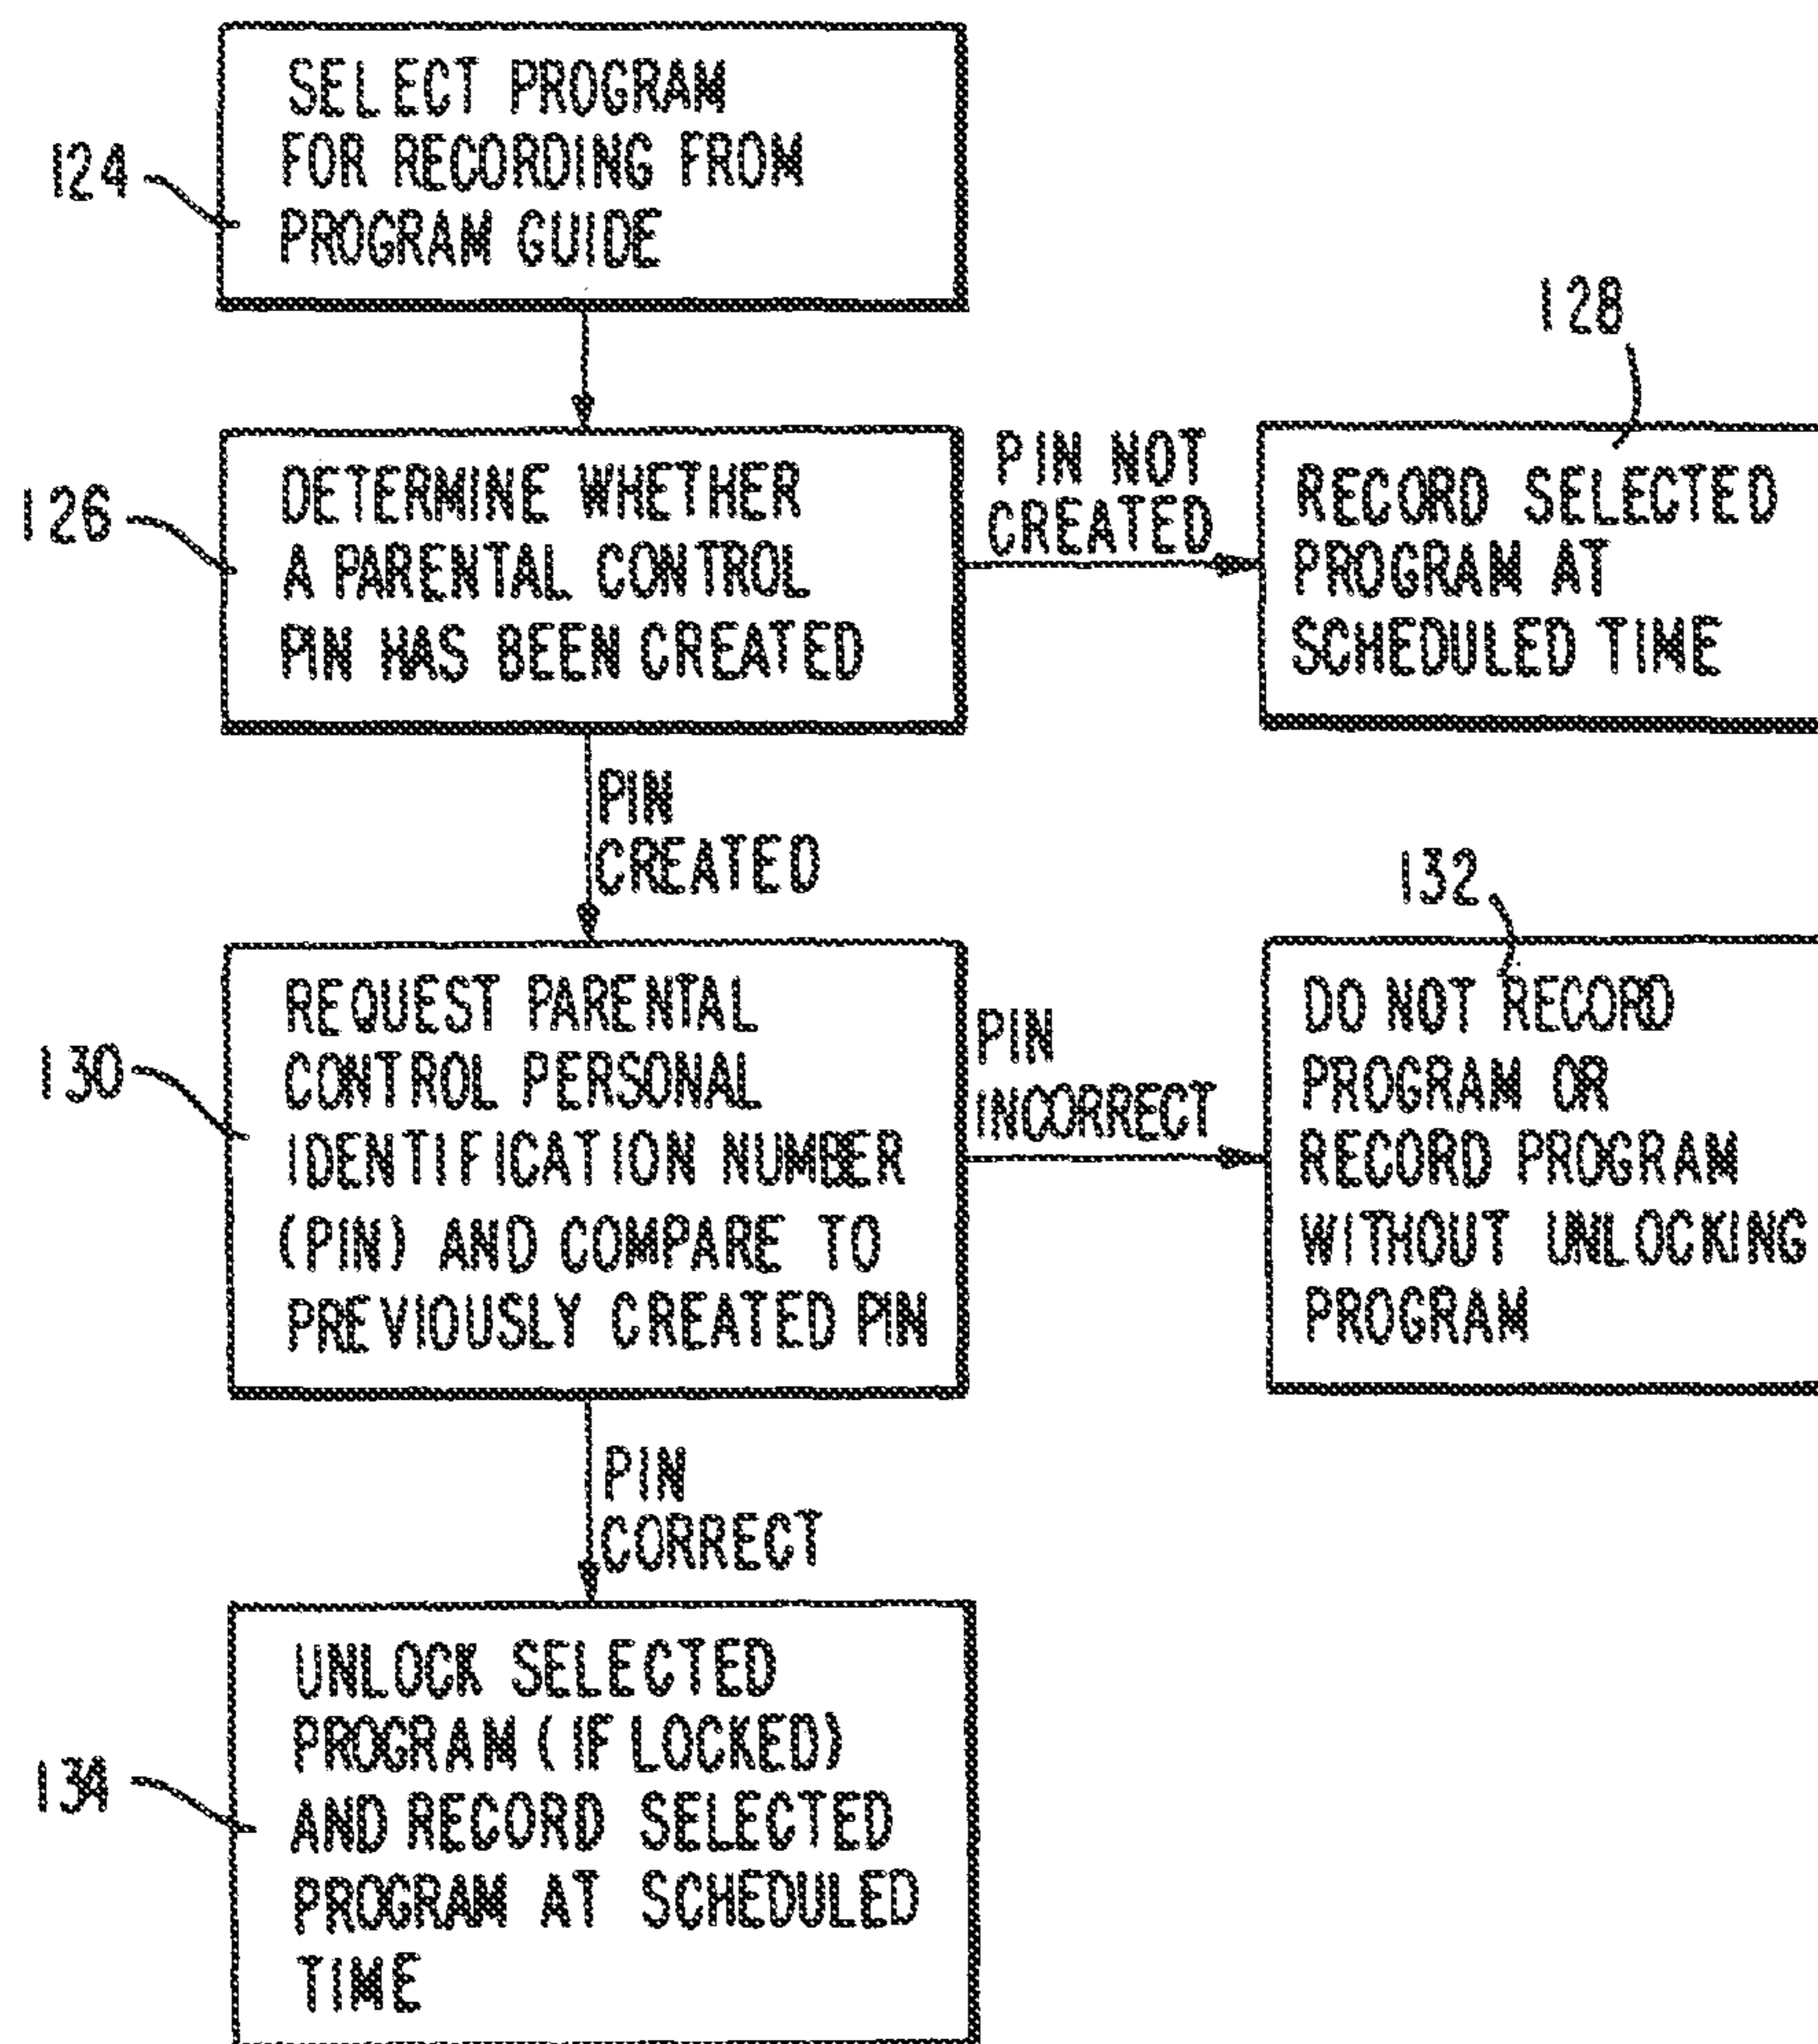 SELECT PROGRAM
FOR RECORDING FROM
PROGRAM GUIDE
124
128
DETERMINE WHETHER
A PARENTAL CONTROL
PIN HAS BEEN CREATED
126
PIN NOT
CREATED
RECORD SELECTED
PROGRAM AT
SCHEDULED TIME
PIN
CREATED
132
REQUEST PARENTAL
CONTROL PERSONAL
IDENTIFICATION NUMBER
(PIN) AND COMPARE TO
PREVIOUSLY CREATED PIN
130
PIN
INCORRECT
DO NOT RECORD
PROGRAM OR
RECORD PROGRAM
WITHOUT UNLOCKING
PROGRAM
PIN
CORRECT
UNLOCK SELECTED
PROGRAM (IF LOCKED)
AND RECORD SELECTED
PROGRAM AT SCHEDULED
TIME
134